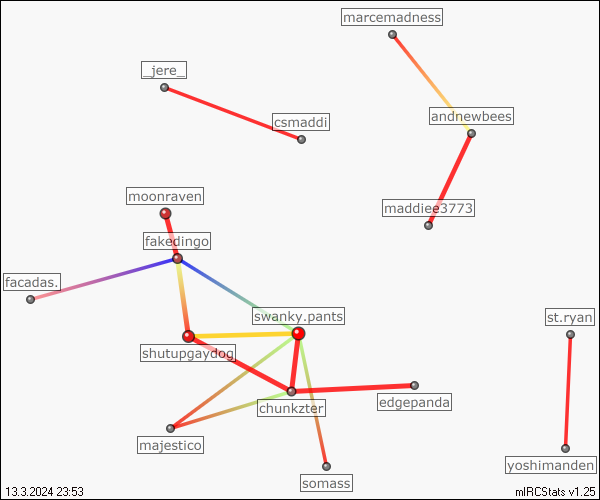 marcemadness
_jere_
andnewbees
csmaddi
moonraven
maddiee3773
fakedingo
facadas.
swanky.pants
st.ryan
shutupgaydog
chunkzter
edgepanda
majestico
yoshimanden
somass
13.3.2024 23:53
mIRCStats v1.25